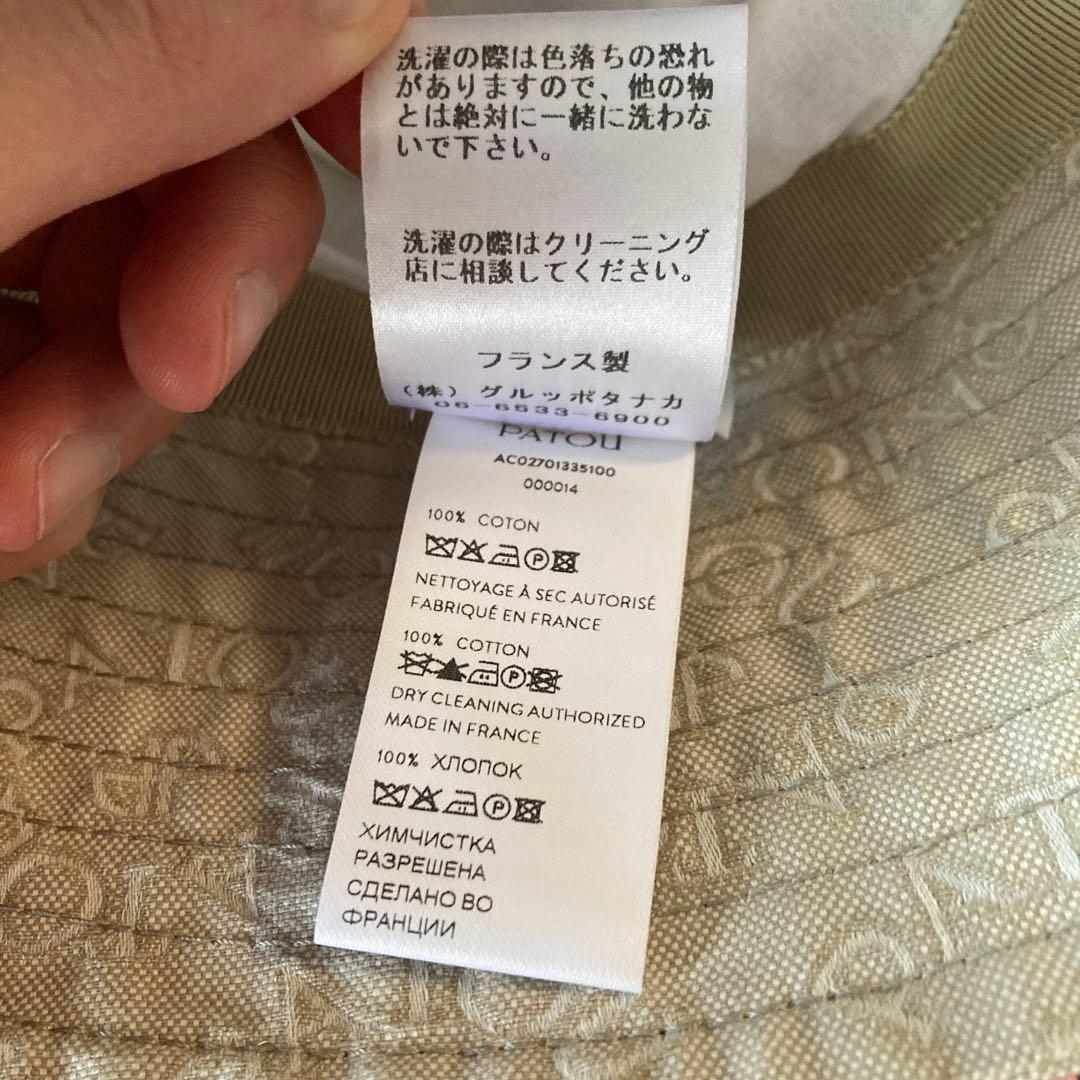 洗濯の際は色落ちの恐れ
がありますので、他の物
とは絶対に一緒に洗わな
いで下さい。
洗濯の際はクリーニング
店に相談してください。
フランス製
（株）グルッポタナカ
06-6533-6900
PATOU
AC02701335100
000014
100% COTON
NETTOYAGE À SEC AUTORISÉ
FABRIQUÉ EN FRANCE
100% COTTON
DRY CLEANING AUTHORIZED
MADE IN FRANCE
100% ХЛОПОК
ХИМЧИСТКА
РАЗРЕШЕНА
СДЕЛАНО ВО
ФРАНЦИИ